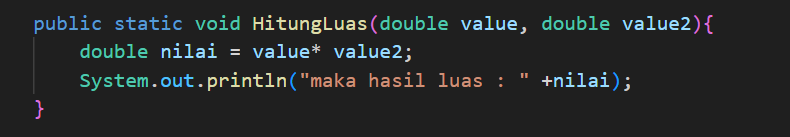 public static void HitungLuas(double value, double value2){
    double nilai = value* value2;
    System.out.println("maka hasil luas : " +nilai);
}